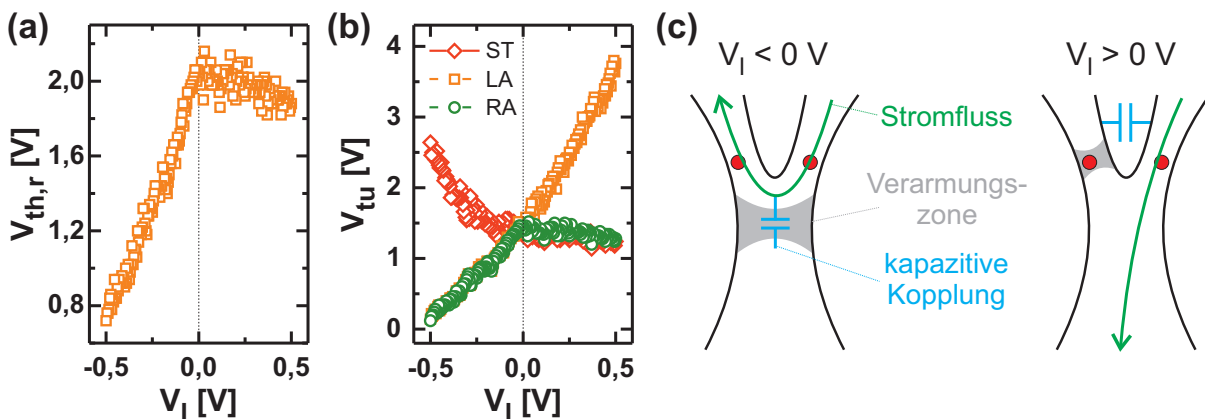 (a)
V_th,r [V]
2,0
1,6
1,2
0,8
-0,5
0,0
0,5
V_l [V]
(b)
V_tu [V]
4
3
2
1
0
ST
LA
RA
-0,5
0,0
0,5
V_l [V]
(c)
V_l < 0 V
V_l > 0 V
Stromfluss
Verarmungs-
zone
kapazitive
Kopplung